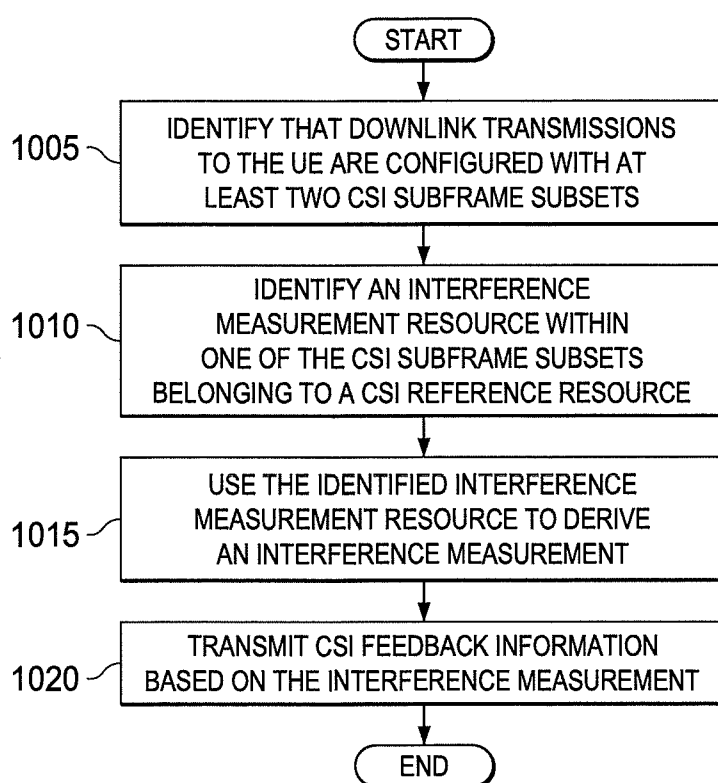 START
1005
IDENTIFY THAT DOWNLINK TRANSMISSIONS
TO THE UE ARE CONFIGURED WITH AT
LEAST TWO CSI SUBFRAME SUBSETS
1010
IDENTIFY AN INTERFERENCE
MEASUREMENT RESOURCE WITHIN
ONE OF THE CSI SUBFRAME SUBSETS
BELONGING TO A CSI REFERENCE RESOURCE
1015
USE THE IDENTIFIED INTERFERENCE
MEASUREMENT RESOURCE TO DERIVE
AN INTERFERENCE MEASUREMENT
1020
TRANSMIT CSI FEEDBACK INFORMATION
BASED ON THE INTERFERENCE MEASUREMENT
END